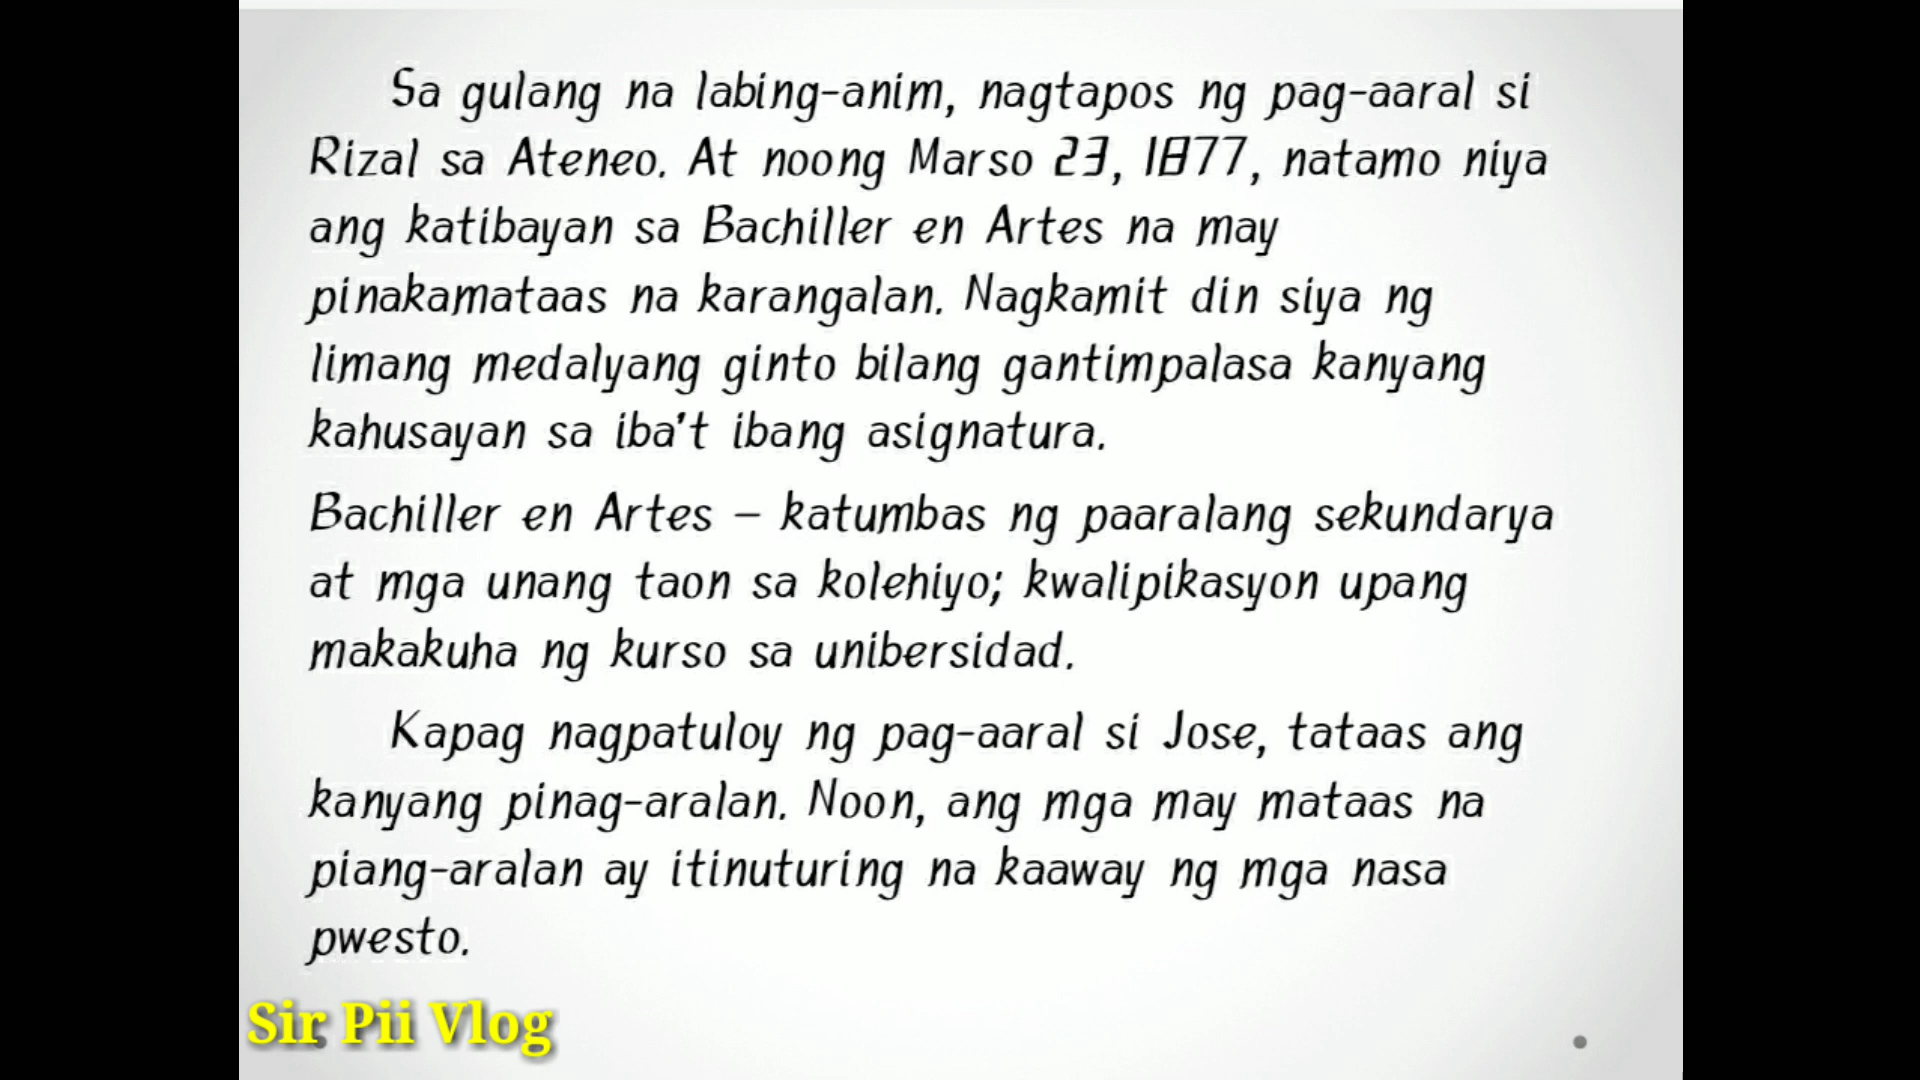 Sa gulang na labing-anim, nagtapos ng pag-aaral si
Rizal sa Ateneo. At noong Marso 23, 1877, natamo niya
ang katibayan sa Bachiller en Artes na may
pinakamataas na karangalan. Nagkamit din siya ng
limang medalyang ginto bilang gantimpalasa kanyang
kahusayan sa iba't ibang asignatura.
Bachiller en Artes – katumbas ng paaralang sekundarya
at mga unang taon sa kolehiyo; kwalipikasyon upang
makakuha ng kurso sa unibersidad.
Kapag nagpatuloy ng pag-aaral si Jose, tataas ang
kanyang pinag-aralan. Noon, ang mga may mataas na
piang-aralan ay itinuturing na kaaway ng mga nasa
pwesto.
Sir Pii Vlog